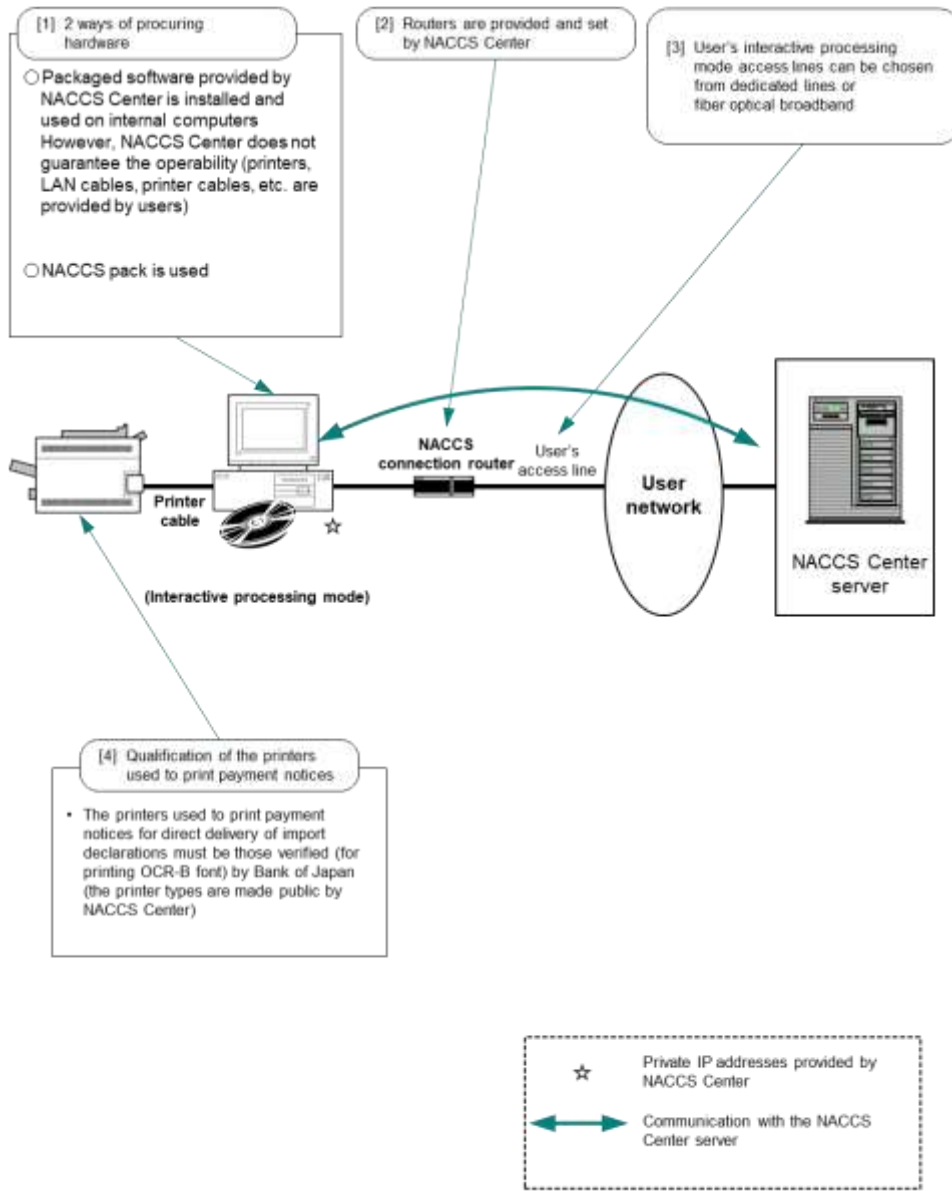 [1] 2 ways of procuring
hardware
○Packaged software provided by
NACCS Center is installed and
used on internal computers
However, NACCS Center does not
guarantee the operability (printers,
LAN cables, printer cables, etc. are
provided by users)
○NACCS pack is used
[2] Routers are provided and set
by NACCS Center
[3] User's interactive processing
mode access lines can be chosen
from dedicated lines or
fiber optical broadband
Printer
cable
☆
(Interactive processing mode)
NACCS
connection router
User's
access line
User
network
NACCS Center
server
[4] Qualification of the printers
used to print payment notices
• The printers used to print payment
notices for direct delivery of import
declarations must be those verified (for
printing OCR-B font) by Bank of Japan
(the printer types are made public by
NACCS Center)
☆ Private IP addresses provided by
NACCS Center
Communication with the NACCS
Center server